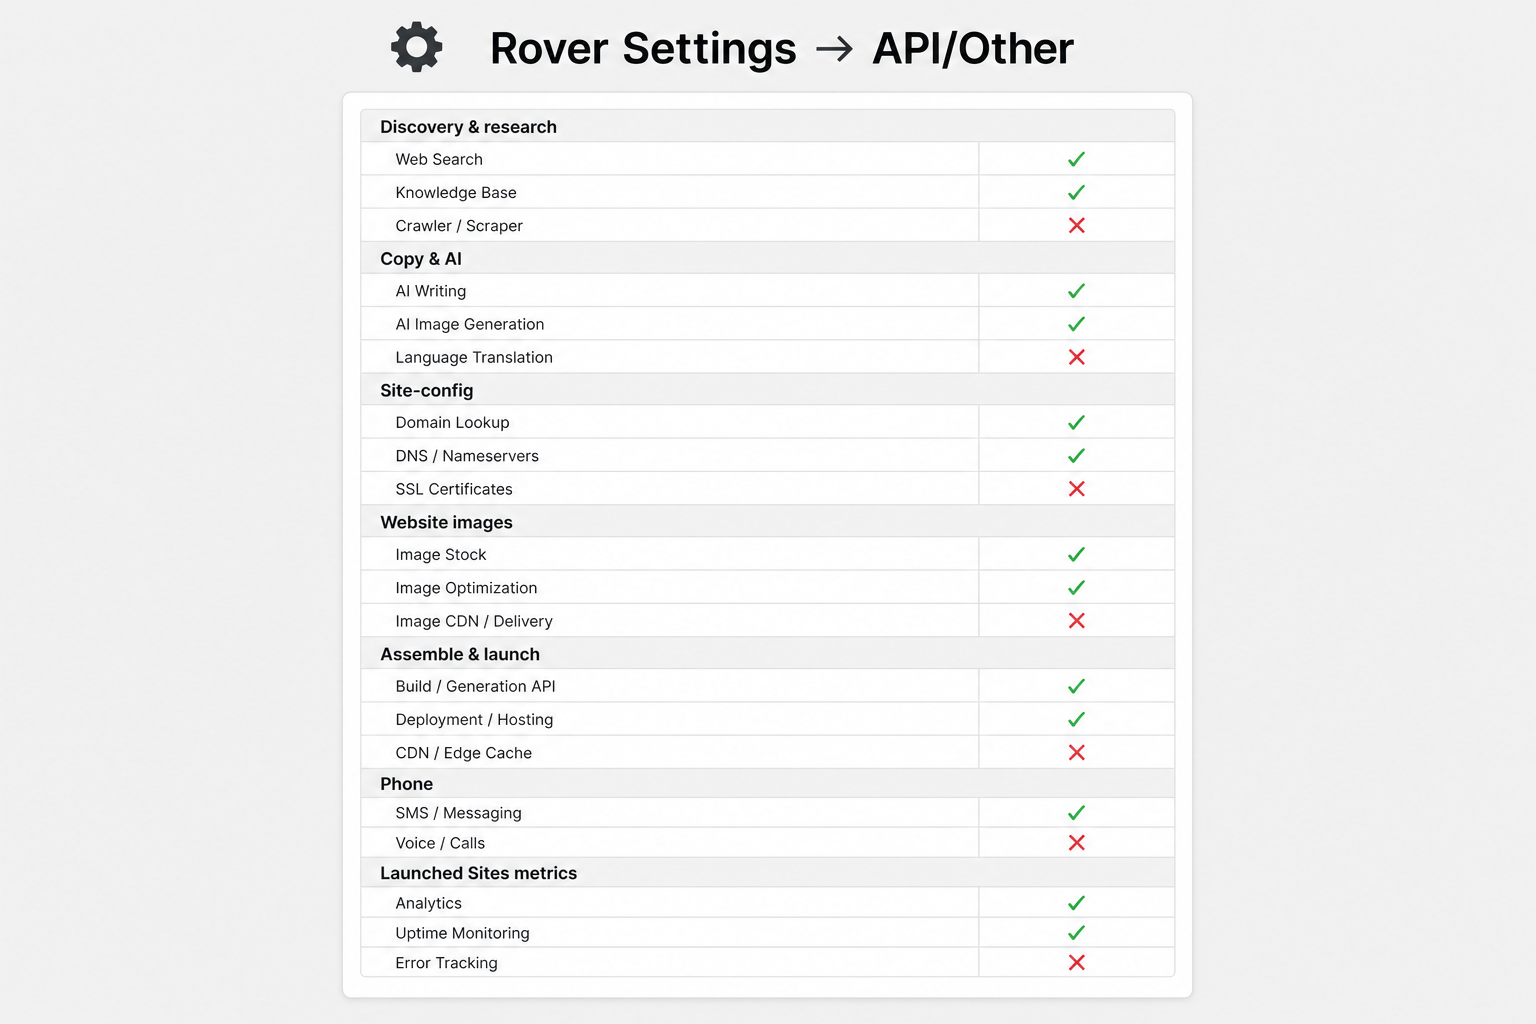 Rover Settings → API/Other
Discovery & research
Web Search ✓
Knowledge Base ✓
Crawler / Scraper ✕
Copy & AI
AI Writing ✓
AI Image Generation ✓
Language Translation ✕
Site-config
Domain Lookup ✓
DNS / Nameservers ✓
SSL Certificates ✕
Website images
Image Stock ✓
Image Optimization ✓
Image CDN / Delivery ✕
Assemble & launch
Build / Generation API ✓
Deployment / Hosting ✓
CDN / Edge Cache ✕
Phone
SMS / Messaging ✓
Voice / Calls ✕
Launched Sites metrics
Analytics ✓
Uptime Monitoring ✓
Error Tracking ✕